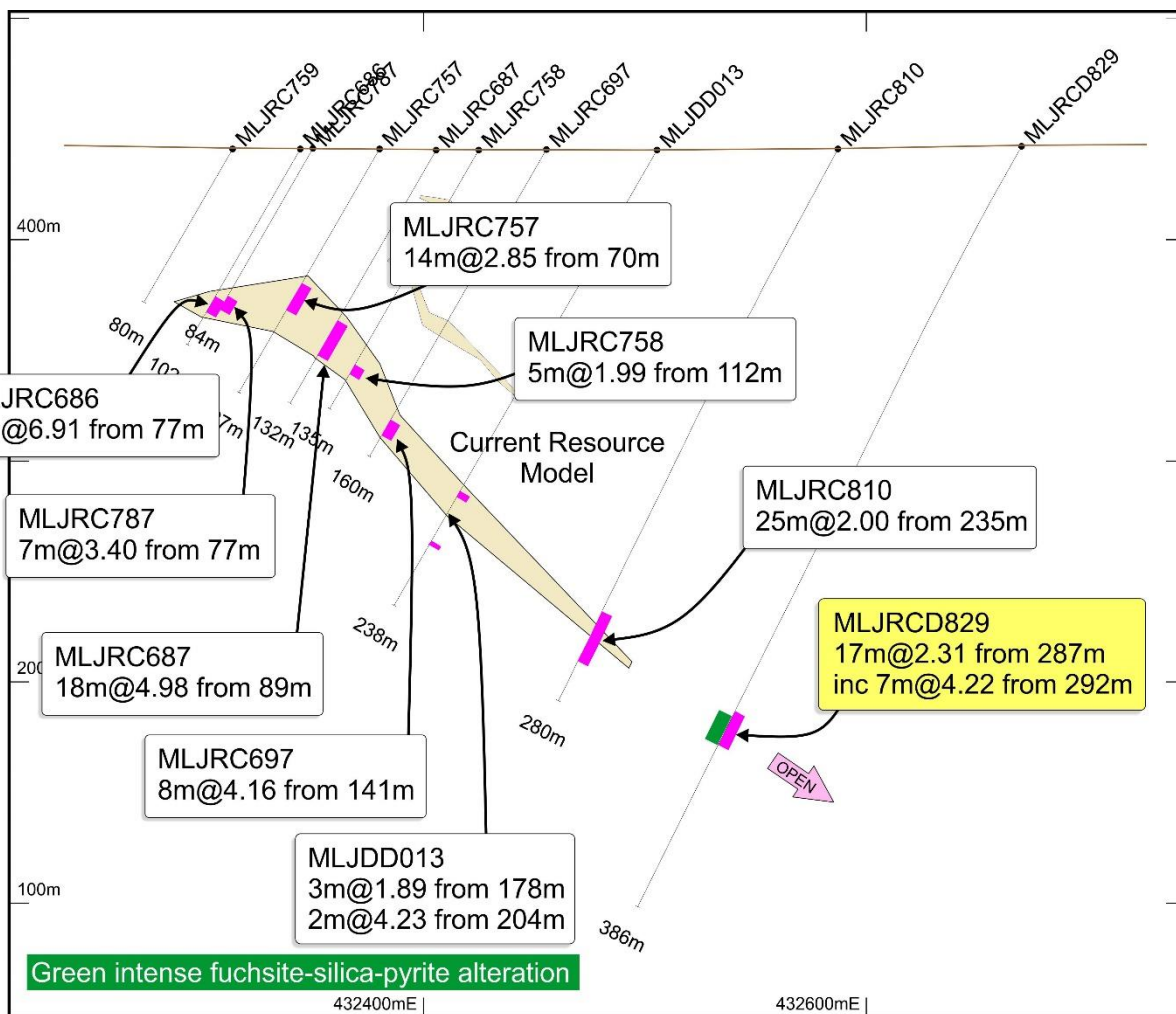 MLJRC759
MLJRC686
MLJRC787
MLJRC757
MLJRC687
MLJRC758
MLJRC697
MLJDD013
MLJRC810
MLJRCD829
400m
MLJRC757
14m@2.85 from 70m
MLJRC758
5m@1.99 from 112m
80m
84m
132m
135m
160m
238m
280m
386m
JRC686
@6.91 from 77m
Current Resource
Model
MLJRC787
7m@3.40 from 77m
MLJRC810
25m@2.00 from 235m
MLJRCD829
17m@2.31 from 287m
inc 7m@4.22 from 292m
MLJRC687
18m@4.98 from 89m
MLJRC697
8m@4.16 from 141m
OPEN
MLJDD013
3m@1.89 from 178m
2m@4.23 from 204m
100m
Green intense fuchsite-silica-pyrite alteration
432400mE
432600mE